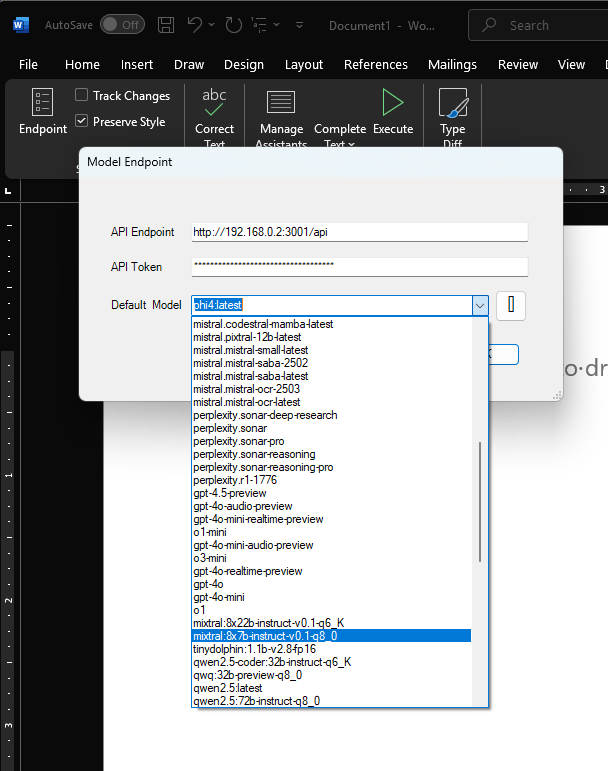 AutoSave Off Document1 - Wo... Search
File Home Insert Draw Design Layout References Mailings Review View
Track Changes
Preserve Style
Endpoint
abc
Correct
Text
Manage
Assistants
Complete
Text
Execute
Type
Diff
Model Endpoint
3
API Endpoint http://192.168.0.2:3001/api
API Token ***********************************
Default Model phi4:latest
mistral.codestral-mamba-latest
mistral.pixtral-12b-latest
mistral.mistral-small-latest
mistral.mistral-saba-2502
mistral.mistral-saba-latest
mistral.mistral-ocr-2503
mistral.mistral-ocr-latest
perplexity.sonar-deep-research
perplexity.sonar
perplexity.sonar-pro
perplexity.sonar-reasoning
perplexity.sonar-reasoning-pro
perplexity.r1-1776
gpt-4.5-preview
gpt-4o-audio-preview
gpt-4o-mini-realtime-preview
o1-mini
gpt-4o-mini-audio-preview
o3-mini
gpt-4o-realtime-preview
gpt-4o
gpt-4o-mini
o1
mixtral:8x22b-instruct-v0.1-q6_K
mixtral:8x7b-instruct-v0.1-q8_0
tinydolphin:1.1b-v2.8-fp16
qwen2.5-coder:32b-instruct-q6_K
qwq:32b-preview-q8_0
qwen2.5:latest
qwen2.5:72b-instruct-q8_0
o·dr
1
2
3